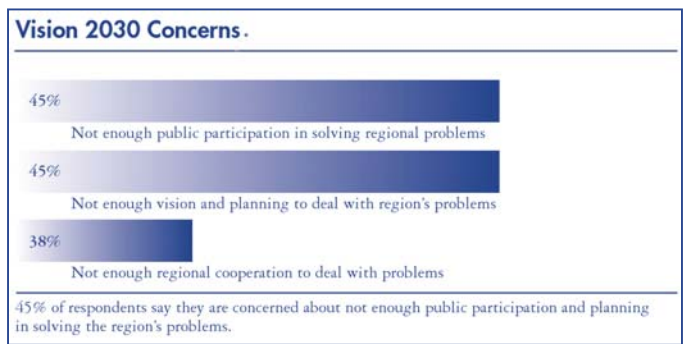 Vision 2030 Concerns.
45%
Not enough public participation in solving regional problems
45%
Not enough vision and planning to deal with region's problems
38%
Not enough regional cooperation to deal with problems
45% of respondents say they are concerned about not enough public participation and planning
in solving the region's problems.